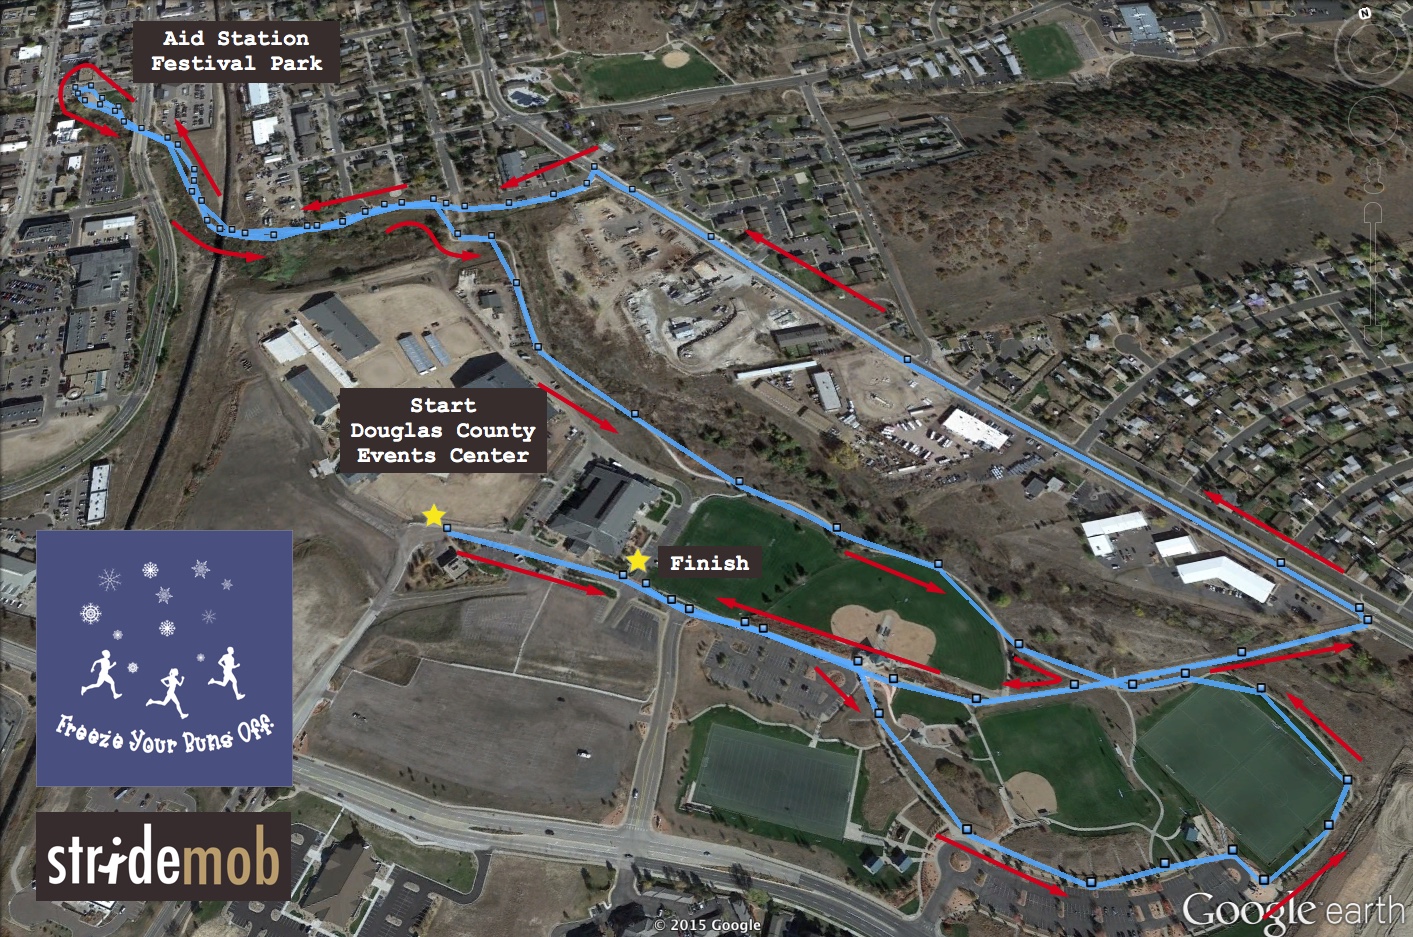 Aid Station
Festival Park
N
Start
Douglas County
Events Center
Finish
Freeze Your Buns Off.
stridemob
Google earth
© 2015 Google